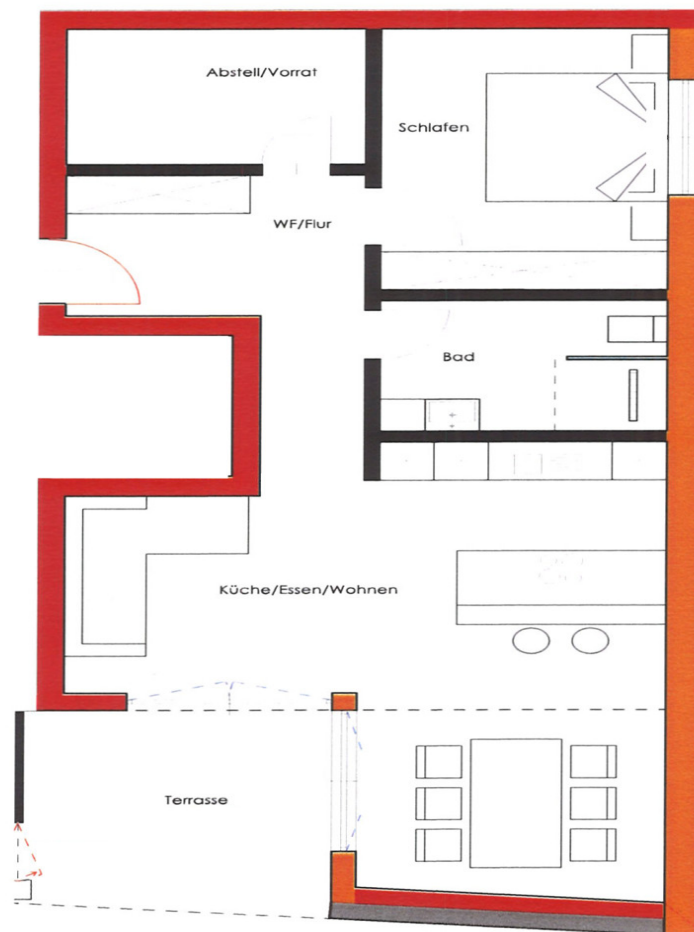 Abstell/Vorrat
Schlafen
WF/Flur
Bad
Küche/Essen/Wohnen
Terrasse